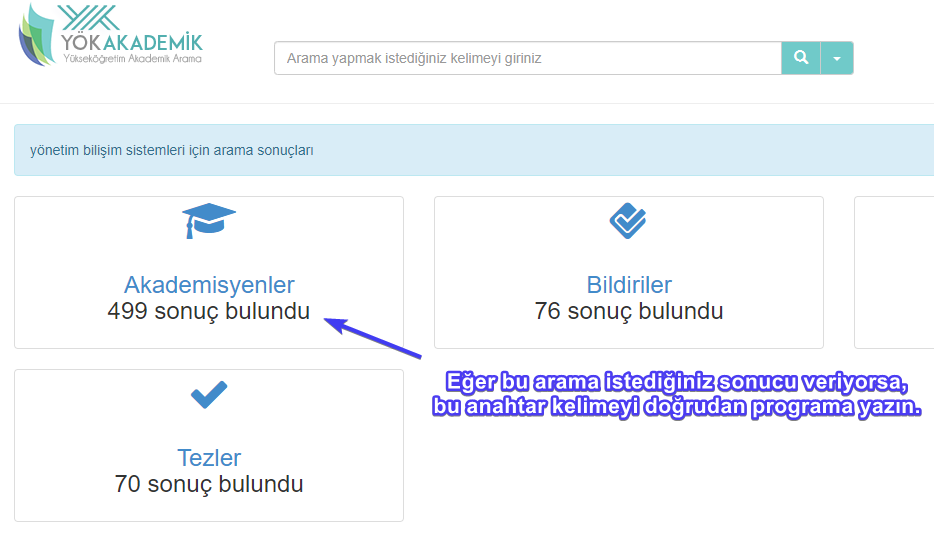 YÖKAKADEMİK
Yükseköğretim Akademik Arama
Arama yapmak istediğiniz kelimeyi giriniz
yönetim bilişim sistemleri için arama sonuçları
Akademisyenler
499 sonuç bulundu
Bildiriler
76 sonuç bulundu
Eğer bu arama istediğiniz sonucu veriyorsa,
bu anahtar kelimeyi doğrudan programa yazın.
Tezler
70 sonuç bulundu